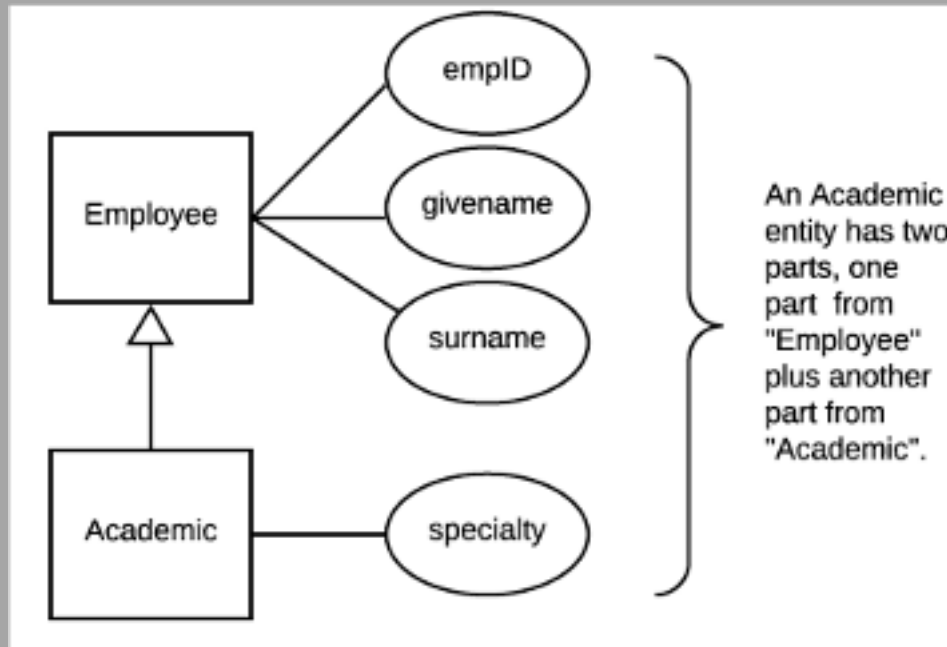 empID
Employee
givename
surname
An Academic
entity has two
parts, one
part from
"Employee"
plus another
part from
"Academic".
Academic
specialty